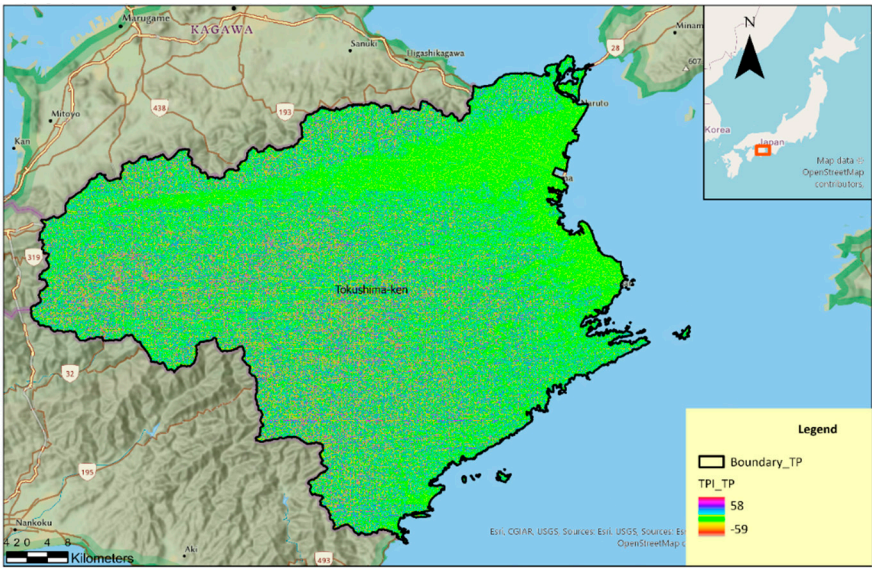 Marugame
KAGAWA
Sanuki
Higashikagawa
Mitoyo
Kan
438
193
28
Minam
607
Naruto
319
Tokushima-ken
32
195
Nankoku
Aki
493
4 2 0 4 8
Kilometers
N
Korea
Japan
Map data ©
OpenStreetMap
contributors,
Legend
Boundary_TP
TPI_TP
58
-59
Esri, CGIAR, USGS, Sources: Esri, USGS, Sources: Es
OpenStreetMap c